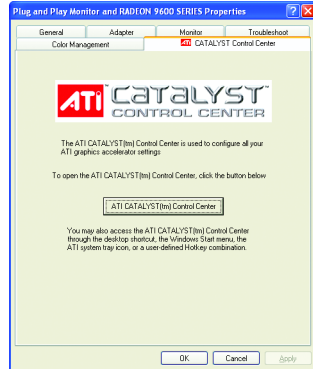 Plug and Play Monitor and RADEON 9600 SERIES Properties
General Adapter Monitor Troubleshoot
Color Management ATI CATALYST Control Center
ATI CATALYST™
CONTROL CENTER
The ATI CATALYST(tm) Control Center is used to configure all your
ATI graphics accelerator settings
To open the ATI CATALYST(tm) Control Center, click the button below
ATI CATALYST(tm) Control Center
You may also access the ATI CATALYST(tm) Control Center
through the desktop shortcut, the Windows Start menu, the
ATI system tray icon, or a user-defined Hotkey combination.
OK Cancel Apply